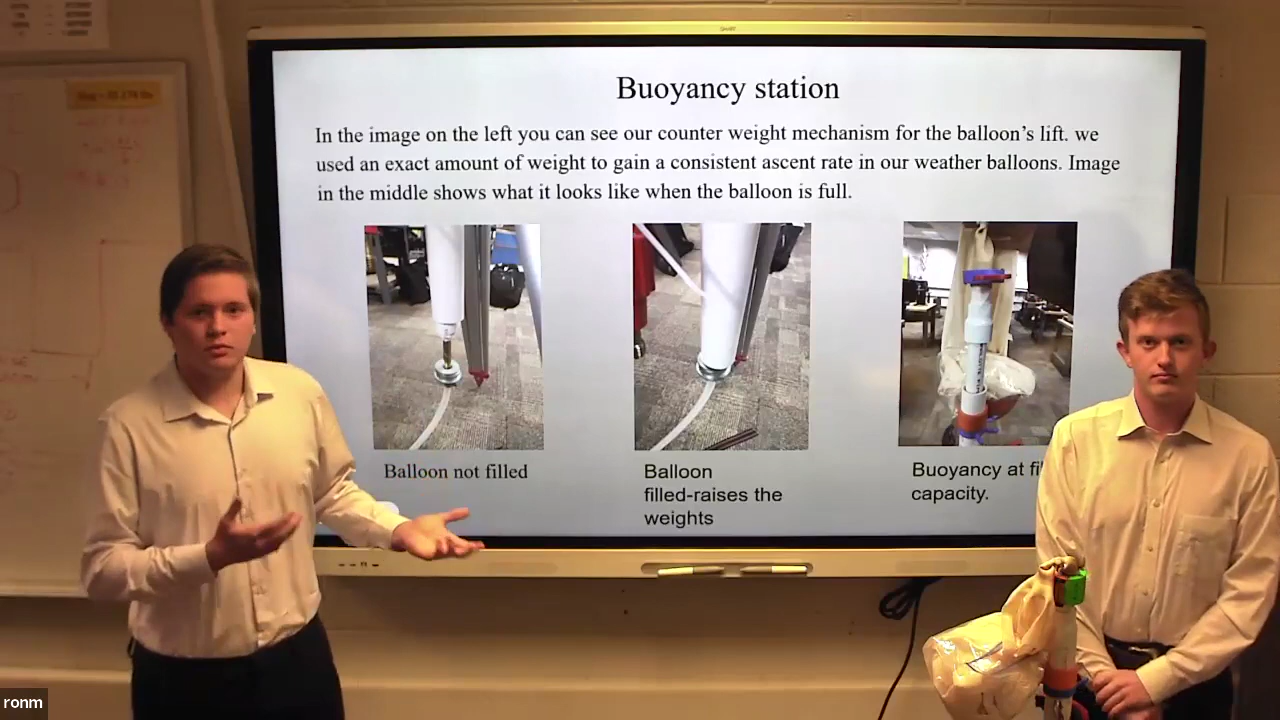 SMART
Buoyancy station
In the image on the left you can see our counter weight mechanism for the balloon's lift. we
used an exact amount of weight to gain a consistent ascent rate in our weather balloons. Image
in the middle shows what it looks like when the balloon is full.
Balloon not filled
Balloon
filled-raises the
weights
Buoyancy at
capacity.
ronm